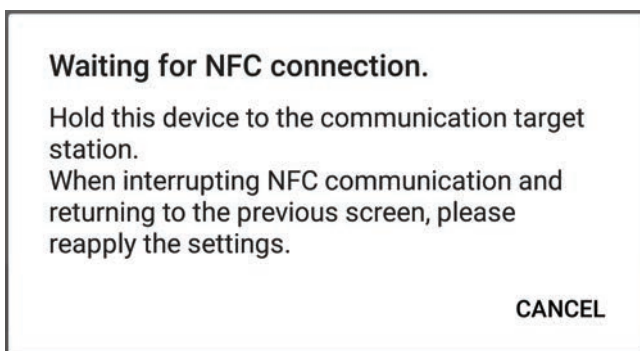 Waiting for NFC connection.
Hold this device to the communication target
station.
When interrupting NFC communication and
returning to the previous screen, please
reapply the settings.
CANCEL